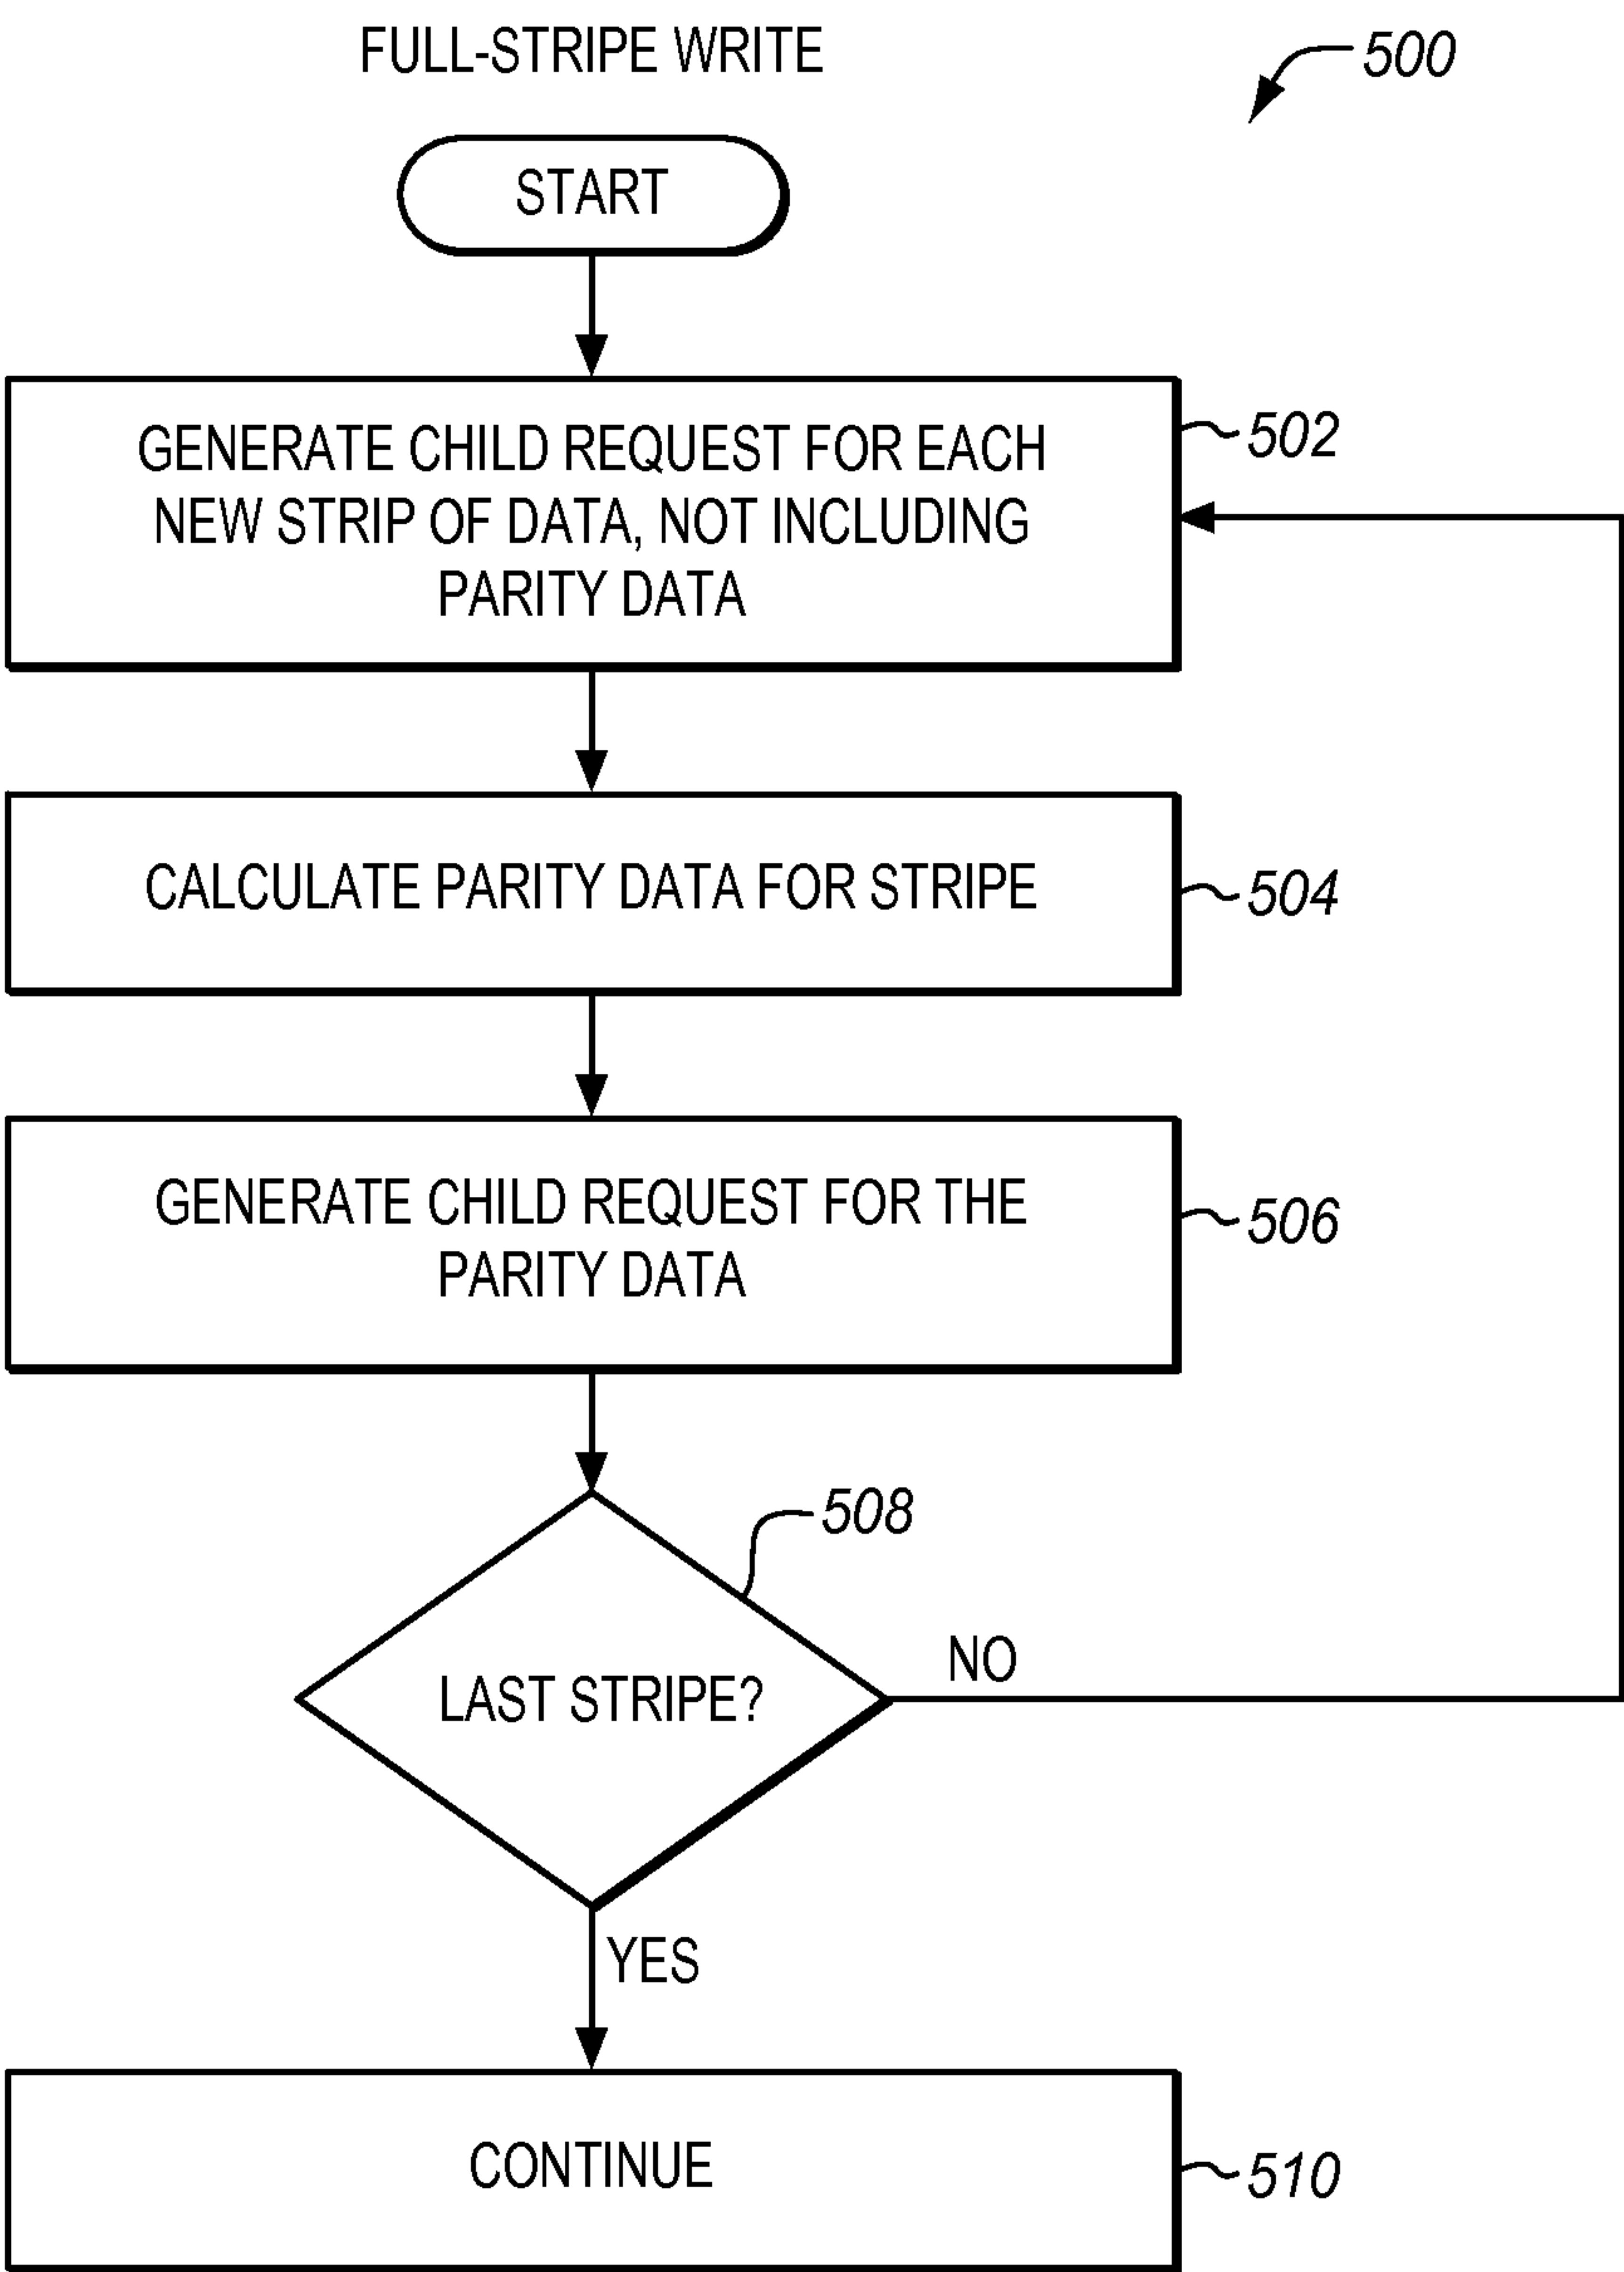 FULL-STRIPE WRITE
500
START
GENERATE CHILD REQUEST FOR EACH
NEW STRIP OF DATA, NOT INCLUDING
PARITY DATA
502
CALCULATE PARITY DATA FOR STRIPE
504
GENERATE CHILD REQUEST FOR THE
PARITY DATA
506
508
LAST STRIPE?
NO
YES
CONTINUE
510